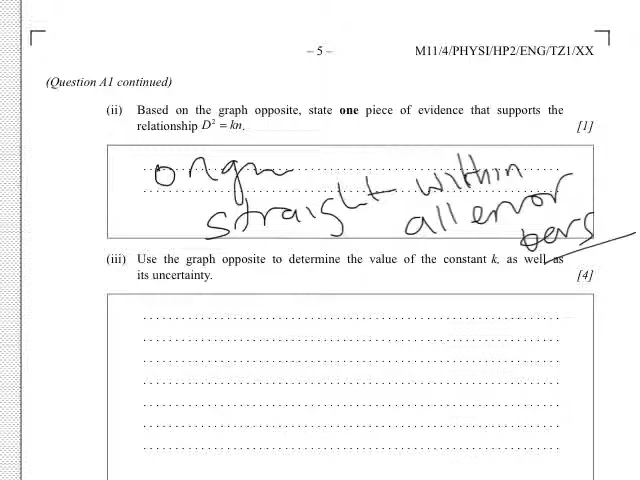 – 5 –
M11/4/PHYSI/HP2/ENG/TZ1/XX
(Question A1 continued)
(ii) Based on the graph opposite, state one piece of evidence that supports the
relationship D² = kn.
[1]
origin
straight within
all error
bars
(iii) Use the graph opposite to determine the value of the constant k, as well as
its uncertainty.
[4]